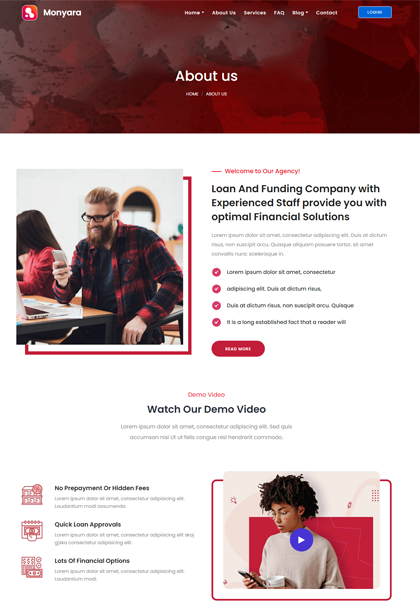 Monyara
Home About Us Services FAQ Blog Contact
About us
HOME / ABOUT US
Welcome to Our Agency!
Loan And Funding Company with
Experienced Staff provide you with
optimal Financial Solutions
Lorem ipsum dolor sit amet, consectetur adipiscing elit. Duis at dictum
risus, non suscipit arcu. Quisque aliquam posuere tortor, sit amet
convallis nunc scelerisque in.
Lorem ipsum dolor sit amet, consectetur
adipiscing elit. Duis at dictum risus,
Duis at dictum risus, non suscipit arcu. Quisque
It is a long established fact that a reader will
READ MORE
Demo Video
Watch Our Demo Video
Lorem ipsum dolor sit amet, consectetur adipiscing elit. Duis quis
accumsan nisi Ut ut felis congue nisl hendrerit commodo.
No Prepayment Or Hidden Fees
Lorem ipsum dolor sit amet, consectetur adipiscing elit.
Laudantium modi assumenda.
Quick Loan Approvals
Lorem ipsum dolor sit amet, consectetur adipiscing elit
consectetur adipiscing elit.
Lots Of Financial Options
Lorem ipsum dolor sit amet, consectetur adipiscing elit.
Laudantium modi.